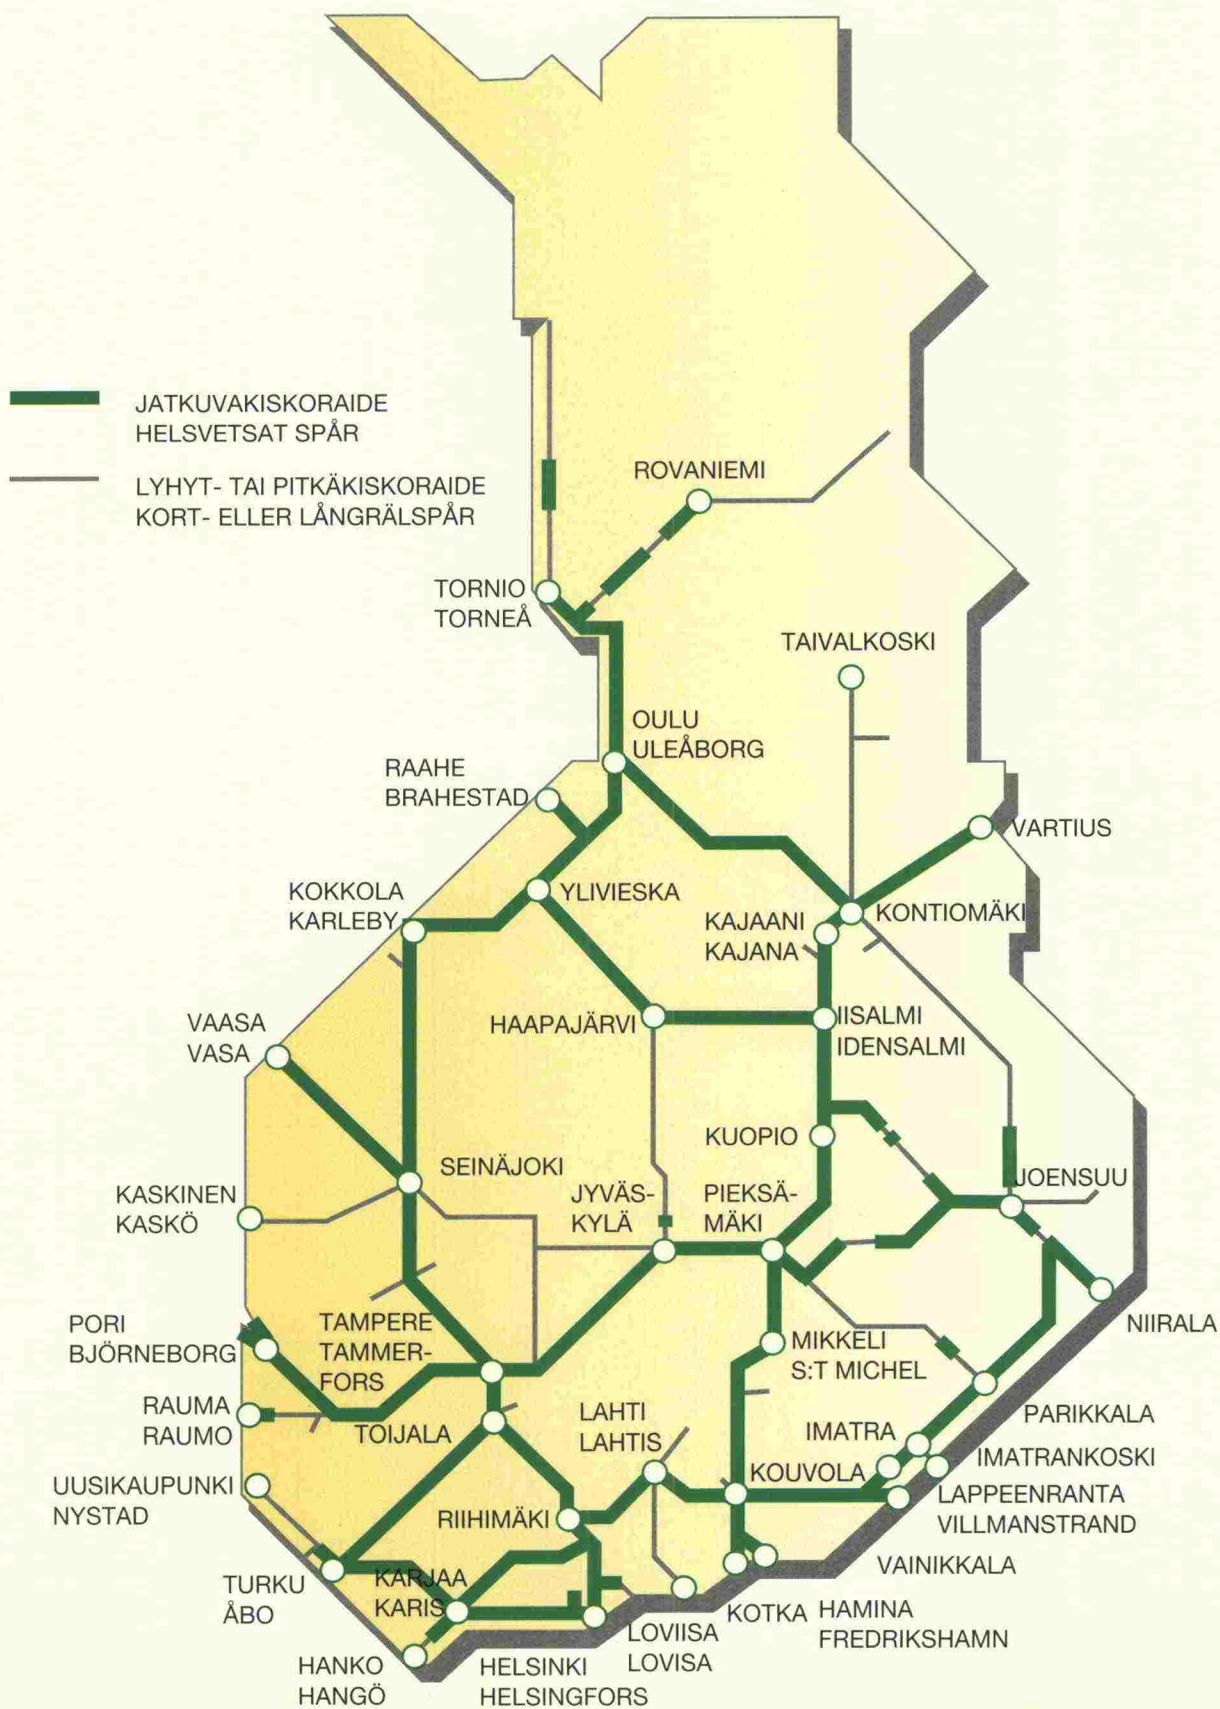 JATKUVAKISKORAIDE
HELSVETSAT SPÅR
LYHYT- TAI PITKÄKISKORAIDE
KORT- ELLER LÅNGRÄLSPÅR
ROVANIEMI
TORNIO
TORNEÅ
TAIVALKOSKI
OULU
ULEÅBORG
RAAHE
BRAHESTAD
VARTIUS
KOKKOLA
KARLEBY
YLIVIESKA
KAJAANI
KAJANA
KONTIOMÄKI
VAASA
VASA
HAAPAJÄRVI
IISALMI
IDENSALMI
KUOPIO
SEINÄJOKI
JOENSUU
KASKINEN
KASKÖ
JYVÄS-
KYLÄ
PIEKSÄ-
MÄKI
PORI
BJÖRNEBORG
TAMPERE
TAMMER-
FORS
MIKKELI
S:T MICHEL
NIIRALA
RAUMA
RAUMO
TOIJALA
LAHTI
LAHTIS
PARIKKALA
IMATRA
IMATRANKOSKI
KOUVOLA
UUSIKAUPUNKI
NYSTAD
RIIHIMÄKI
LAPPEENRANTA
VILLMANSTRAND
VAINIKKALA
TURKU
ÅBO
KARJAA
KARIS
KOTKA
HAMINA
FREDRIKSHAMN
LOVIISA
LOVISA
HANKO
HANGÖ
HELSINKI
HELSINGFORS